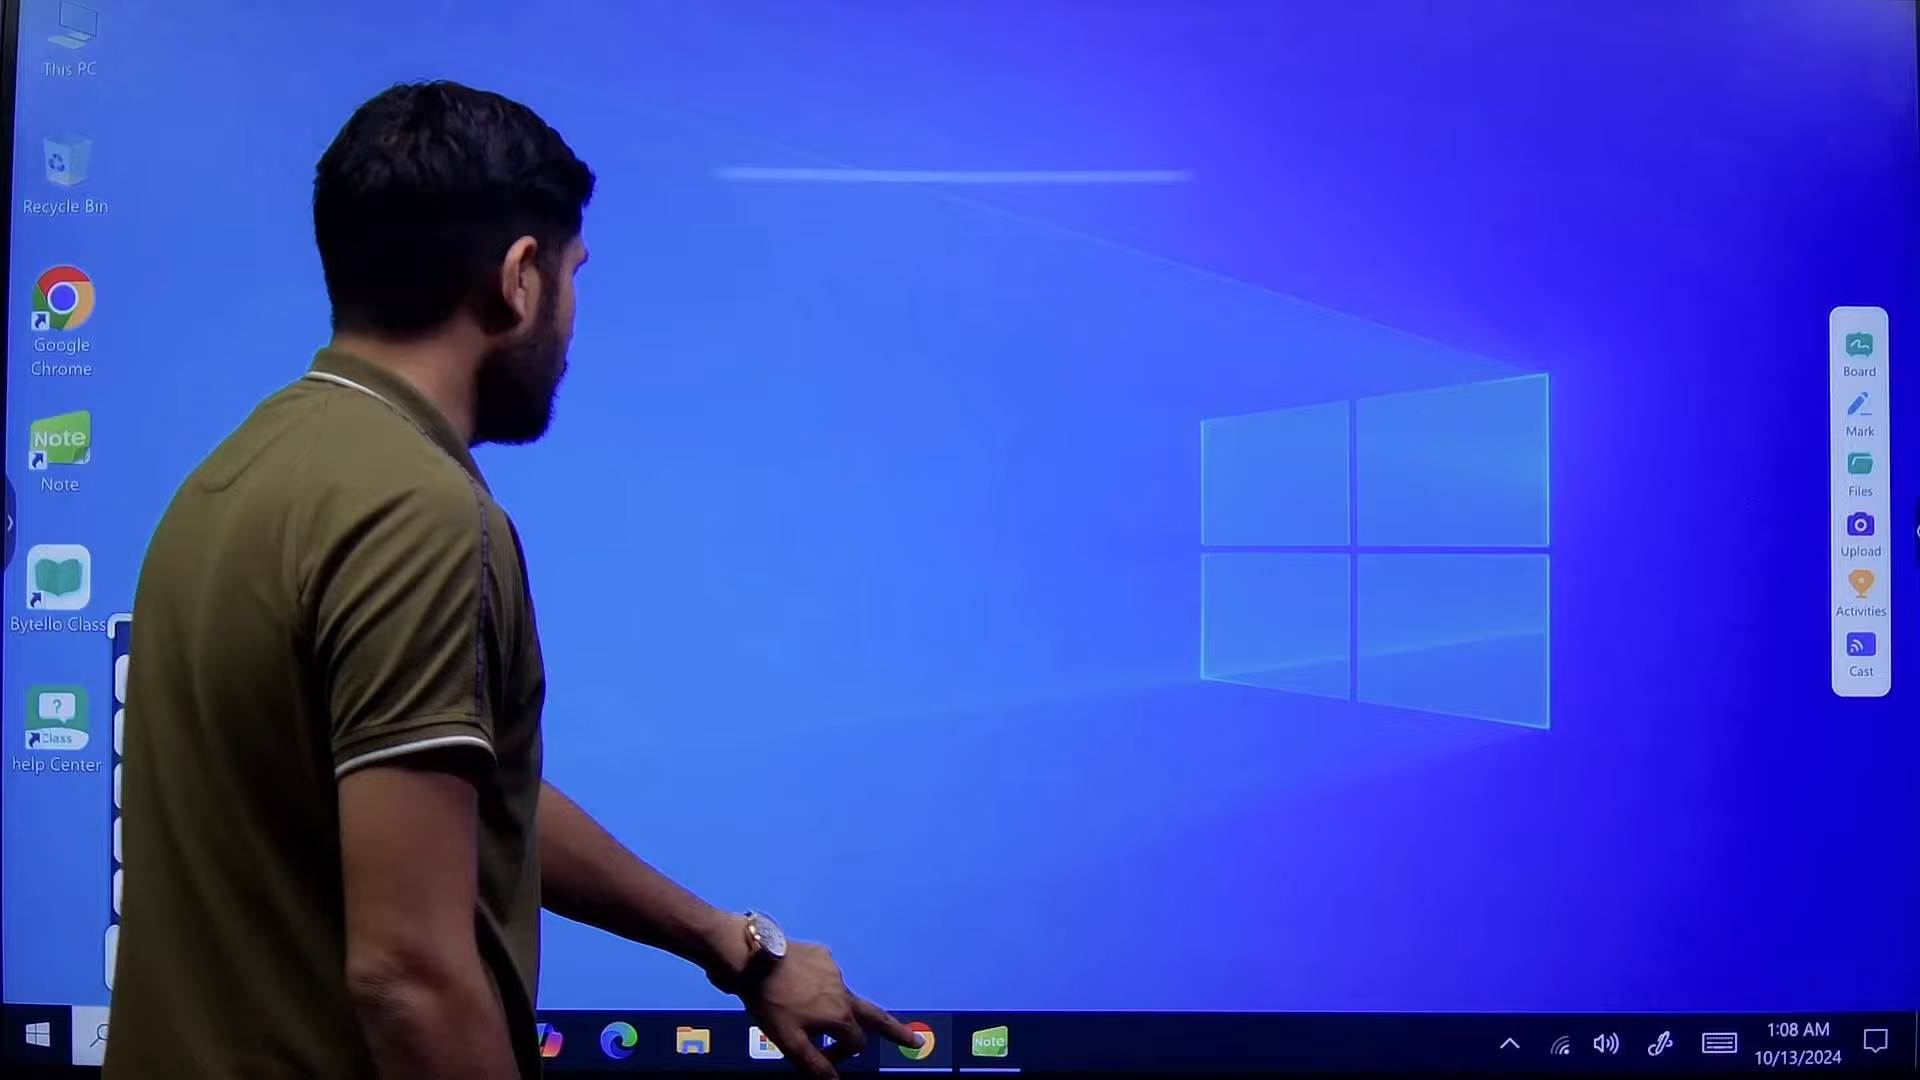 This PC
Recycle Bin
Google
Chrome
Note
Note
Bytello Class
?
Class
help Center
Board
Mark
Files
Upload
Activities
Cast
Note
1:08 AM
10/13/2024